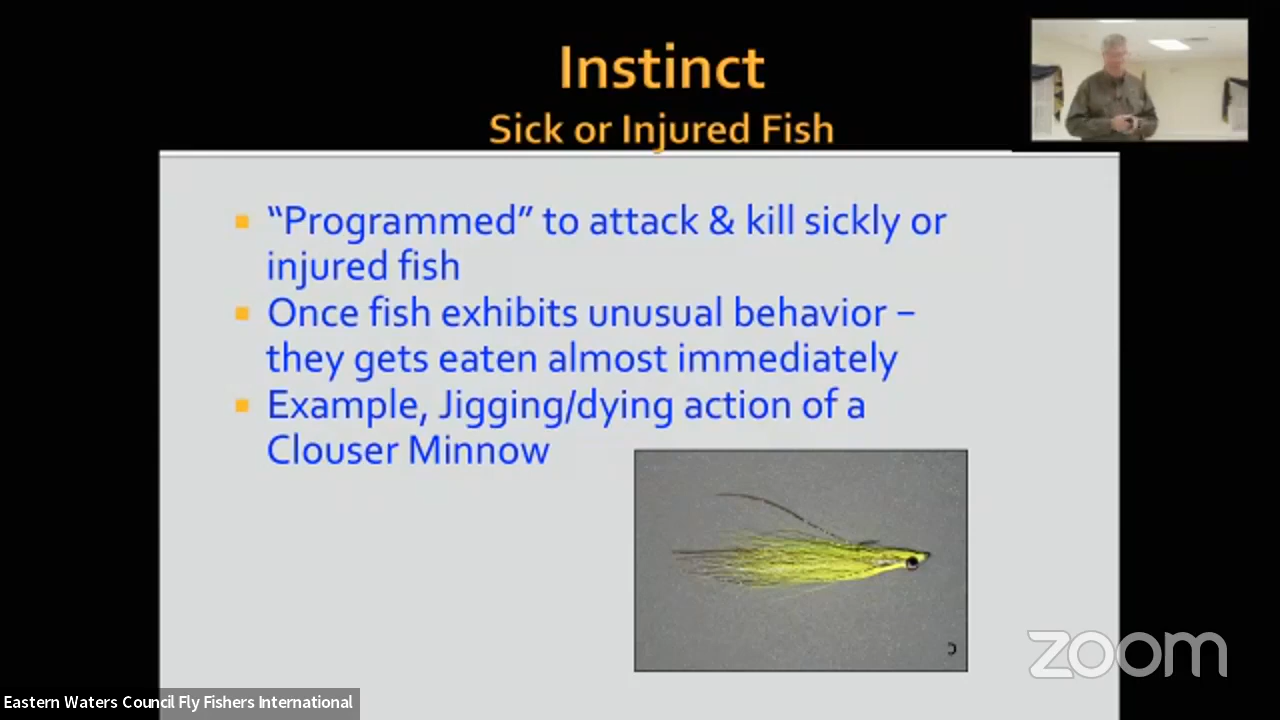 Instinct
Sick or Injured Fish
“Programmed” to attack & kill sickly or
injured fish
Once fish exhibits unusual behavior –
they gets eaten almost immediately
Example, Jigging/dying action of a
Clouser Minnow
zoom
Eastern Waters Council Fly Fishers International